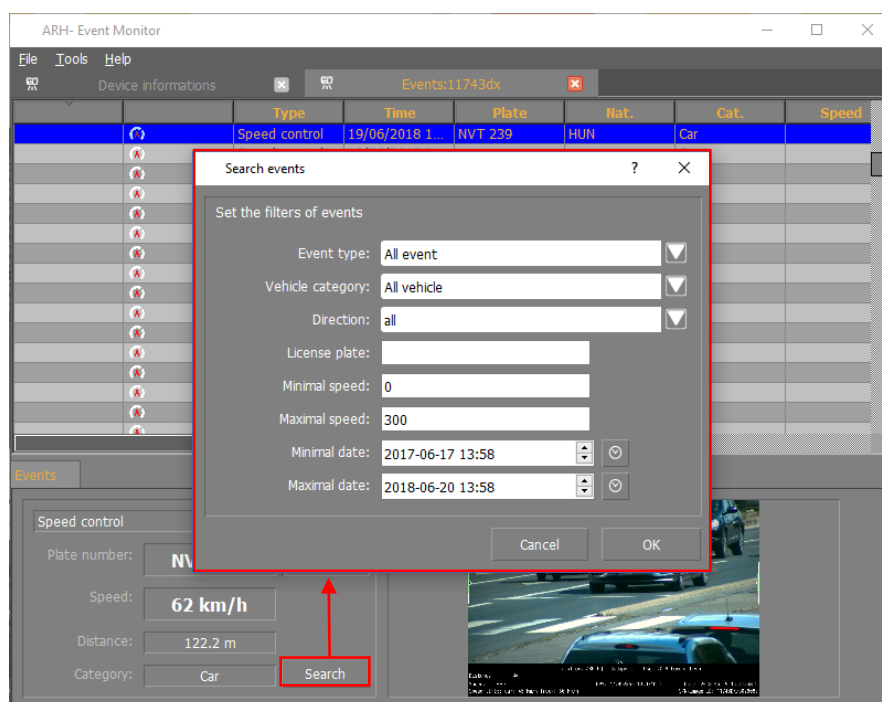 ARH- Event Monitor
File Tools Help
Device informations Events:11743dx
Type Time Plate Nat. Cat. Speed
Speed control 19/06/2018 1... NVT 239 HUN Car
Search events ?
Set the filters of events
Event type: All event
Vehicle category: All vehicle
Direction: all
License plate:
Minimal speed: 0
Maximal speed: 300
Minimal date: 2017-06-17 13:58
Maximal date: 2018-06-20 13:58
Cancel OK
Events
Speed control
Plate number: NV
Speed: 62 km/h
Distance: 122.2 m
Category: Car Search